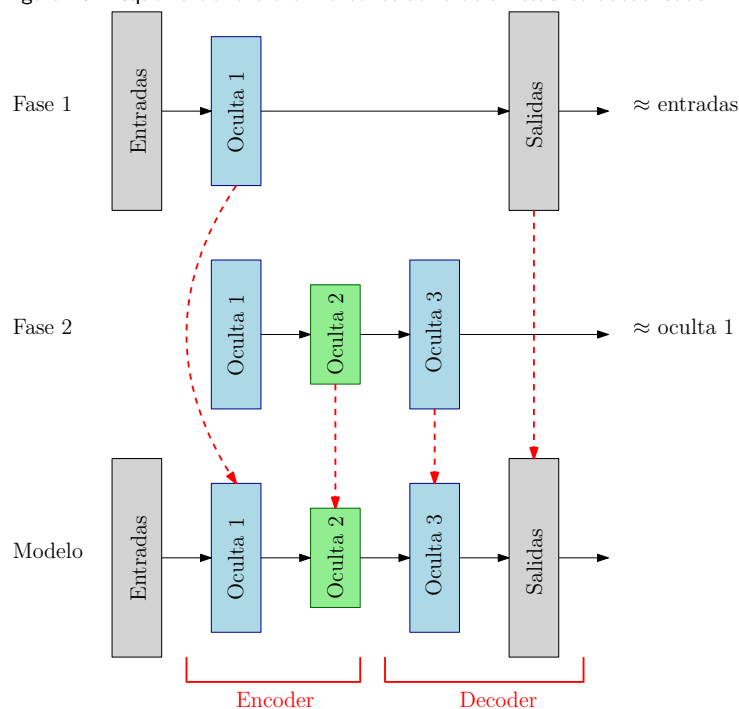 Fase 1
Entradas
Oculta 1
Salidas
≈ entradas
Fase 2
Oculta 1
Oculta 2
Oculta 3
≈ oculta 1
Modelo
Entradas
Oculta 1
Oculta 2
Oculta 3
Salidas
Encoder
Decoder